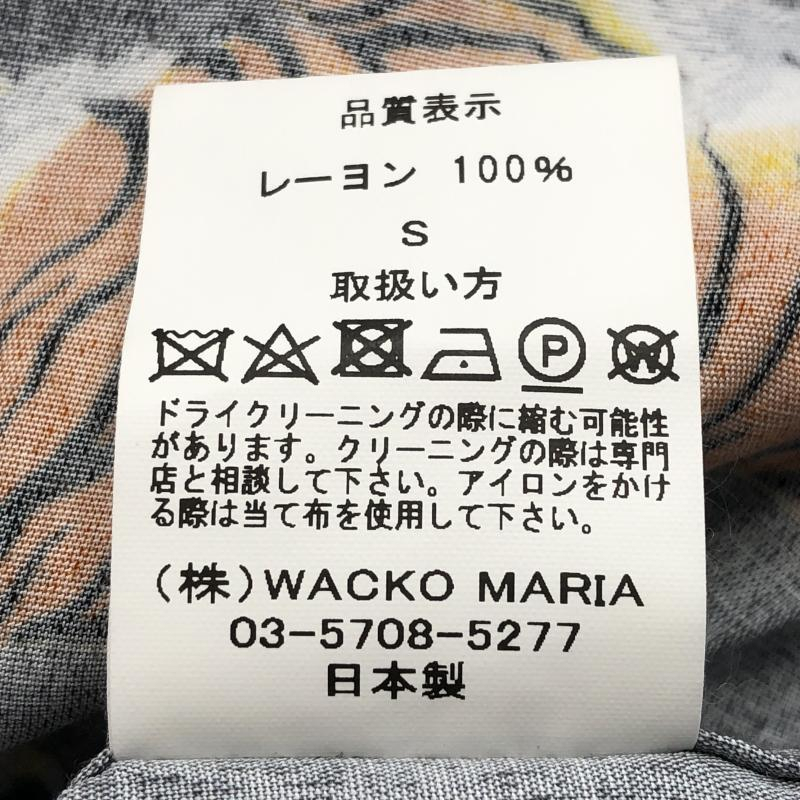 品質表示
レーヨン 100%
S
取扱い方
P W
ドライクリーニングの際に縮む可能性
があります。クリーニングの際は専門
店と相談して下さい。アイロンをかけ
る際は当て布を使用して下さい。
(株)WACKO MARIA
03-5708-5277
日本製